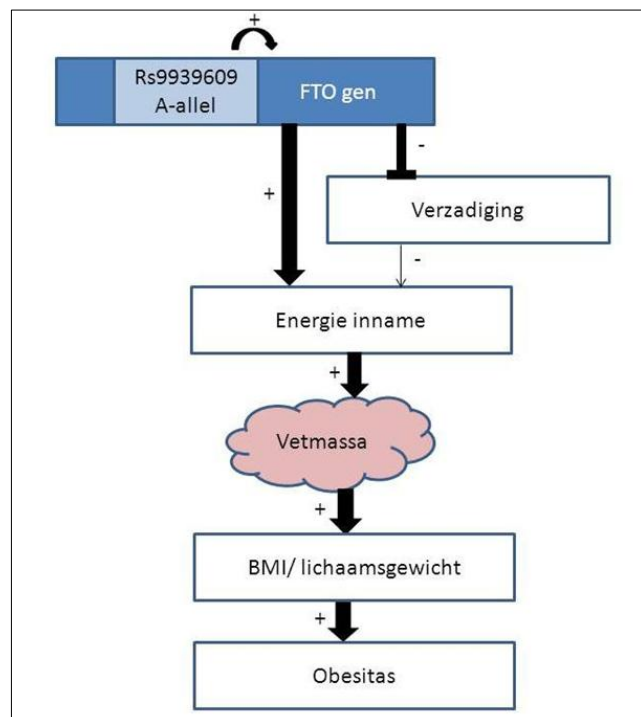 +
Rs9939609
A-allel
FTO gen
-
+
Verzadiging
-
Energie inname
+
Vetmassa
+
BMI/ lichaamsgewicht
+
Obesitas